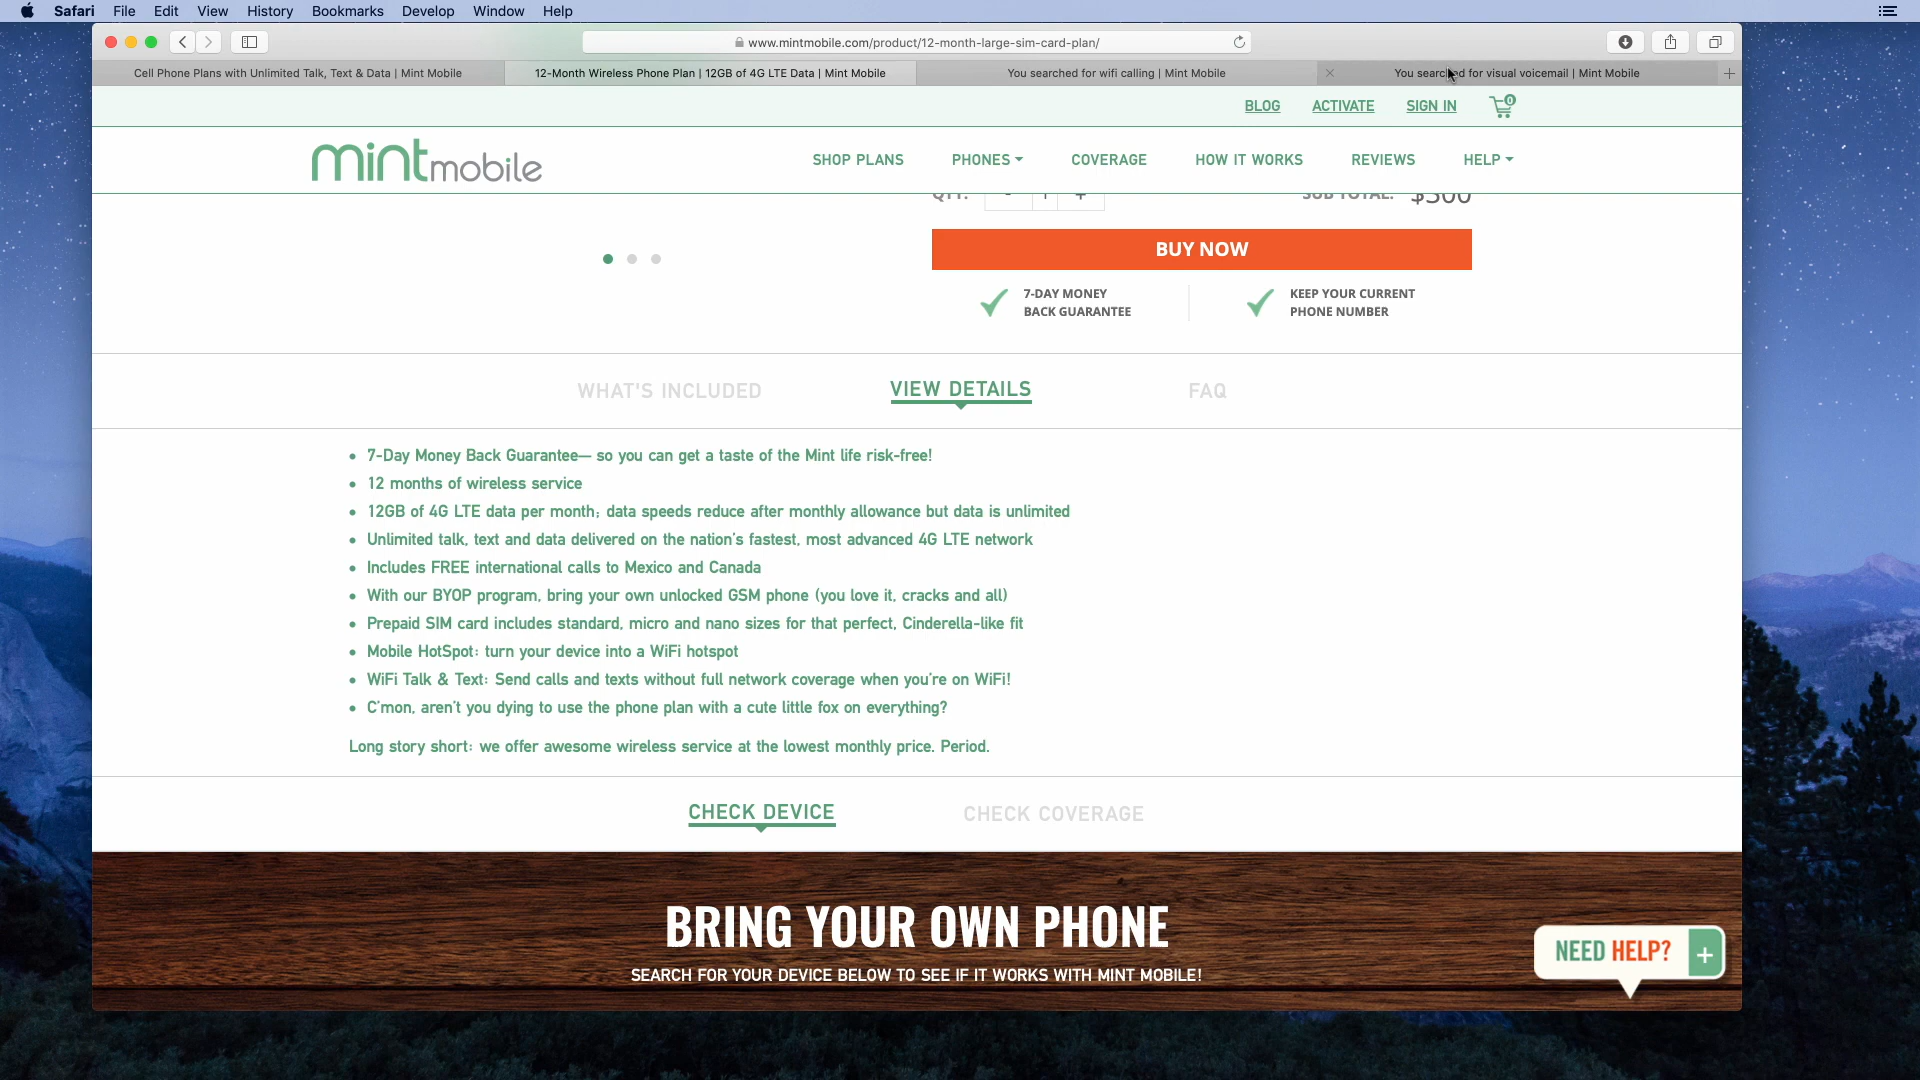 Safari File Edit View History Bookmarks Develop Window Help
www.mintmobile.com/product/12-month-large-sim-card-plan/
Cell Phone Plans with Unlimited Talk, Text & Data | Mint Mobile
12-Month Wireless Phone Plan | 12GB of 4G LTE Data | Mint Mobile
You searched for wifi calling | Mint Mobile
You searched for visual voicemail | Mint Mobile
BLOG ACTIVATE SIGN IN 0
mintmobile
SHOP PLANS PHONES COVERAGE HOW IT WORKS REVIEWS HELP
QTY: - 1 + SUB TOTAL: $300
BUY NOW
7-DAY MONEY
BACK GUARANTEE
KEEP YOUR CURRENT
PHONE NUMBER
WHAT'S INCLUDED VIEW DETAILS FAQ
• 7-Day Money Back Guarantee— so you can get a taste of the Mint life risk-free!
• 12 months of wireless service
• 12GB of 4G LTE data per month; data speeds reduce after monthly allowance but data is unlimited
• Unlimited talk, text and data delivered on the nation's fastest, most advanced 4G LTE network
• Includes FREE international calls to Mexico and Canada
• With our BYOP program, bring your own unlocked GSM phone (you love it, cracks and all)
• Prepaid SIM card includes standard, micro and nano sizes for that perfect, Cinderella-like fit
• Mobile HotSpot: turn your device into a WiFi hotspot
• WiFi Talk & Text: Send calls and texts without full network coverage when you're on WiFi!
• C'mon, aren't you dying to use the phone plan with a cute little fox on everything?
Long story short: we offer awesome wireless service at the lowest monthly price. Period.
CHECK DEVICE CHECK COVERAGE
BRING YOUR OWN PHONE
SEARCH FOR YOUR DEVICE BELOW TO SEE IF IT WORKS WITH MINT MOBILE!
NEED HELP? +